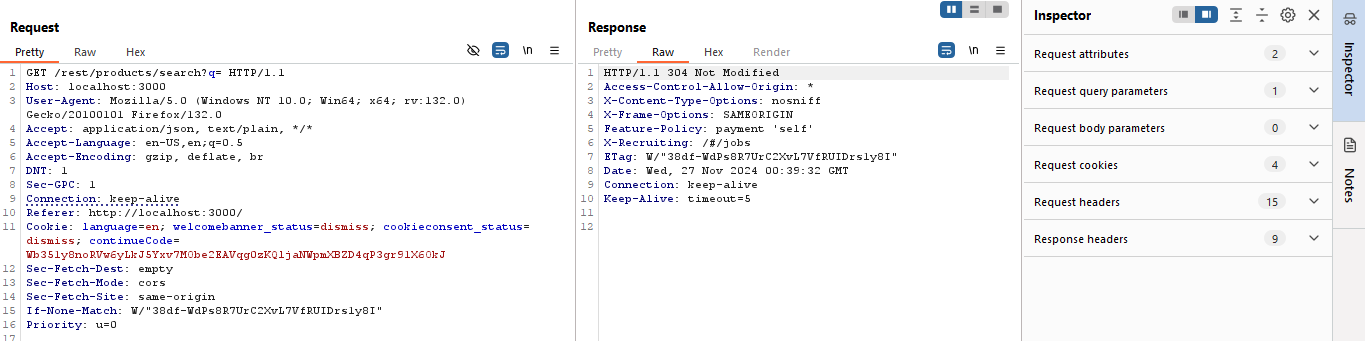 Request
Pretty Raw Hex
\n
1 GET /rest/products/search?q= HTTP/1.1
2 Host: localhost:3000
3 User-Agent: Mozilla/5.0 (Windows NT 10.0; Win64; x64; rv:132.0)
Gecko/20100101 Firefox/132.0
4 Accept: application/json, text/plain, */*
5 Accept-Language: en-US,en;q=0.5
6 Accept-Encoding: gzip, deflate, br
7 DNT: 1
8 Sec-GPC: 1
9 Connection: keep-alive
10 Referer: http://localhost:3000/
11 Cookie: language=en; welcomebanner_status=dismiss; cookieconsent_status=
dismiss; continueCode=
Wb35ly8noRVw6yLkJ5Yxv7M0be2EAVqg0zKQ1jaNWpmXBZD4qP3gr91X60kJ
12 Sec-Fetch-Dest: empty
13 Sec-Fetch-Mode: cors
14 Sec-Fetch-Site: same-origin
15 If-None-Match: W/"38df-WdPs8R7UrC2XvL7VfRUIDrsly8I"
16 Priority: u=0
17
Response
Pretty Raw Hex Render
\n
1 HTTP/1.1 304 Not Modified
2 Access-Control-Allow-Origin: *
3 X-Content-Type-Options: nosniff
4 X-Frame-Options: SAMEORIGIN
5 Feature-Policy: payment 'self'
6 X-Recruiting: /#/jobs
7 ETag: W/"38df-WdPs8R7UrC2XvL7VfRUIDrsly8I"
8 Date: Wed, 27 Nov 2024 00:39:32 GMT
9 Connection: keep-alive
10 Keep-Alive: timeout=5
11
12
Inspector
Request attributes 2
Request query parameters 1
Request body parameters 0
Request cookies 4
Request headers 15
Response headers 9
Inspector
Notes